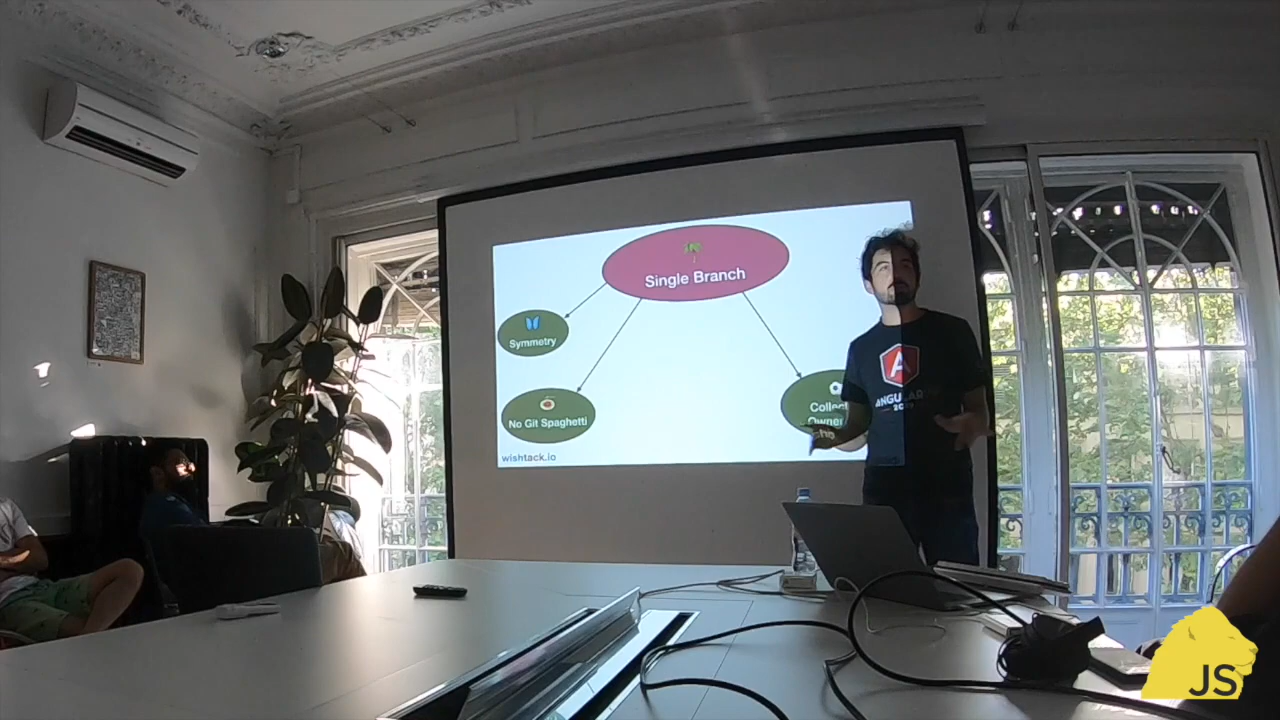 Single Branch
Symmetry
No Git Spaghetti
wishtack.io
A
ANGULAR
JS